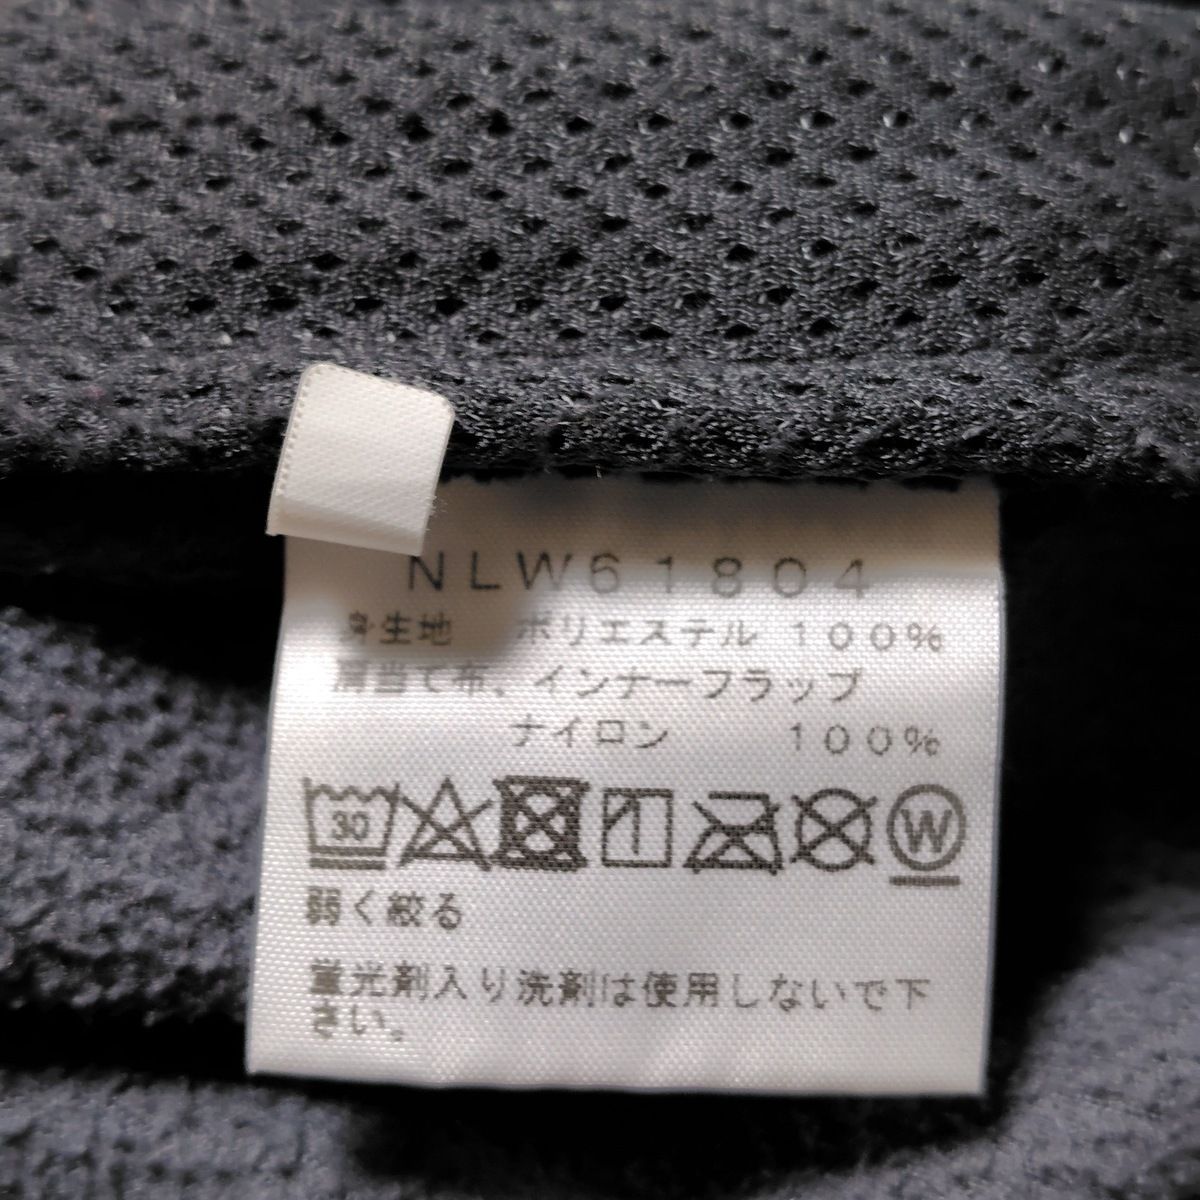 NLW61804
身生地 ポリエステル 100%
肩当て布、インナーフラップ
ナイロン 100%
30 W
弱く絞る
蛍光剤入り洗剤は使用しないで下
さい。